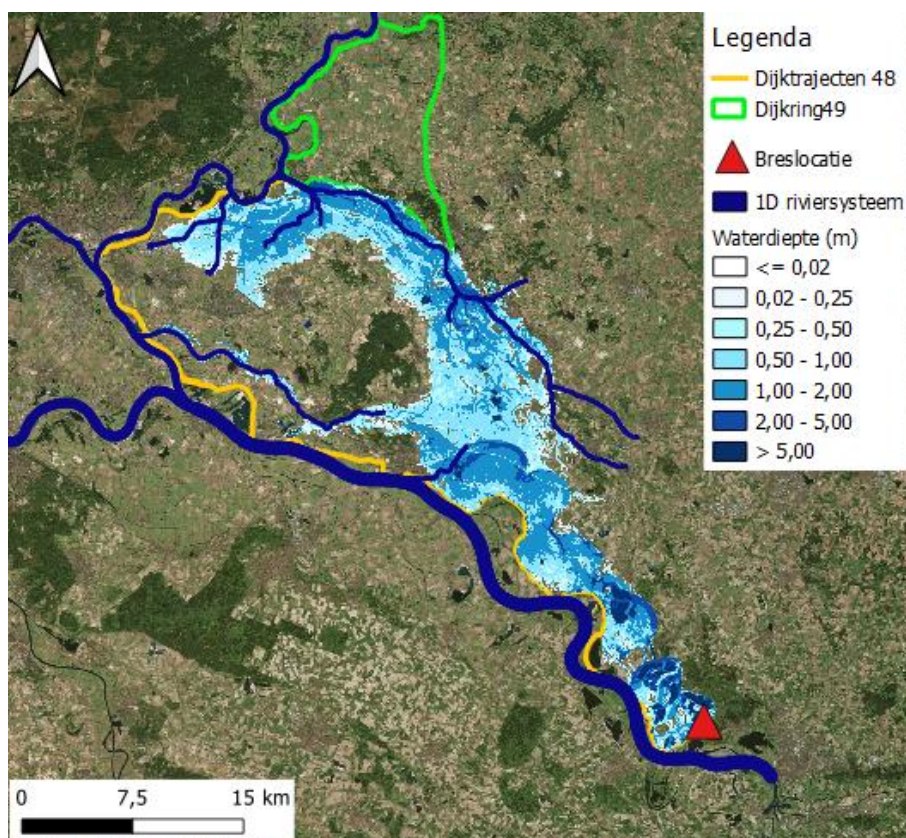 Legenda
Dijktrajecten 48
Dijkring49
Breslocatie
1D riviersysteem
Waterdiepte (m)
<= 0,02
0,02 - 0,25
0,25 - 0,50
0,50 - 1,00
1,00 - 2,00
2,00 - 5,00
> 5,00
0 7,5 15 km